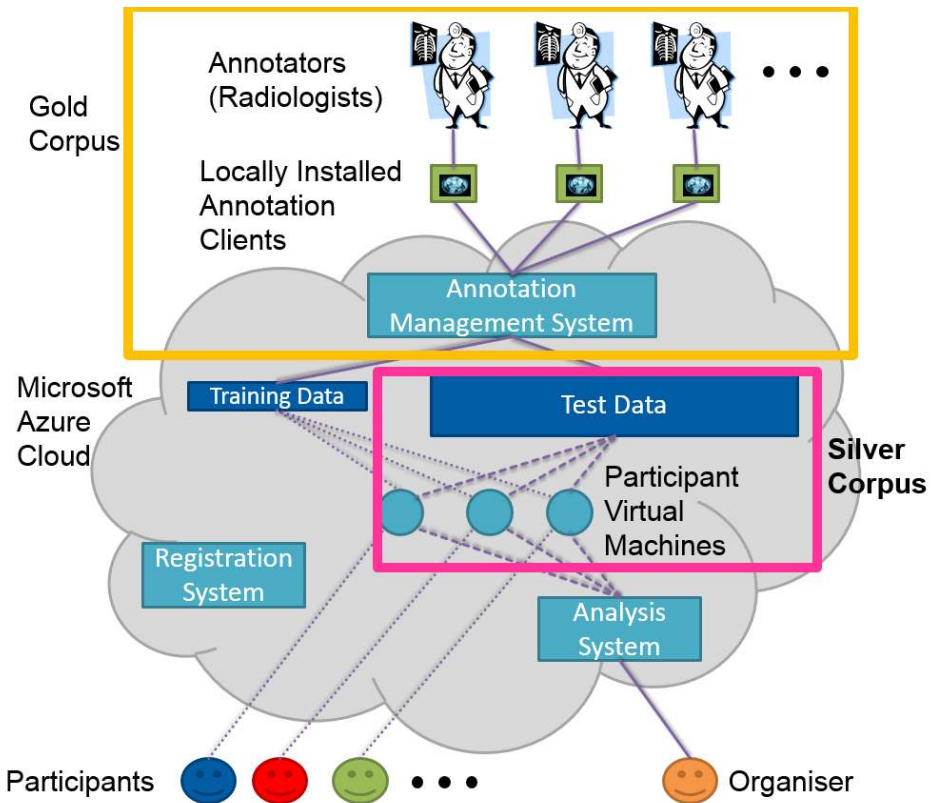 Annotators
(Radiologists)
Gold
Corpus
Locally Installed
Annotation
Clients
Annotation
Management System
Microsoft
Azure
Cloud
Training Data
Test Data
Silver
Corpus
Participant
Virtual
Machines
Registration
System
Analysis
System
Participants
Organiser